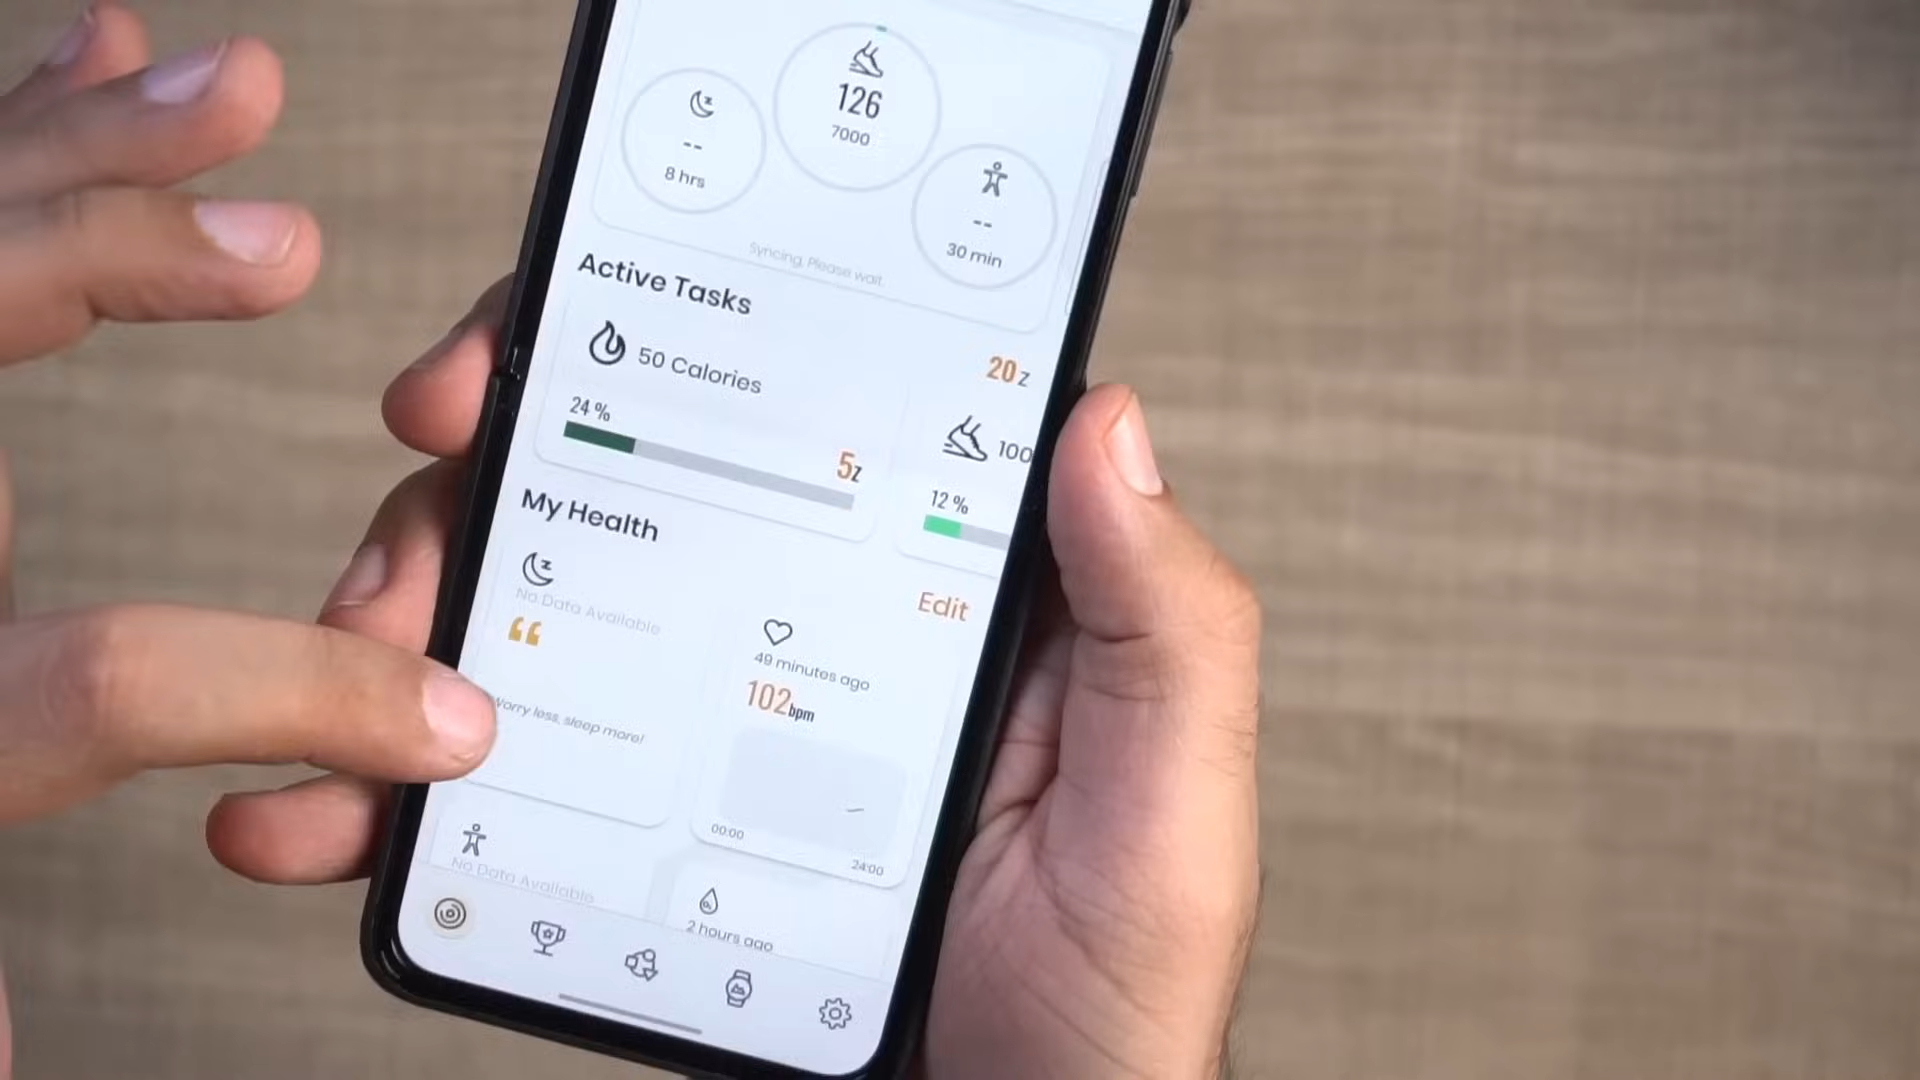 126
7000
--
8 hrs
--
30 min
Syncing, Please wait.
Active Tasks
50 Calories
24 %
5z
20z
100
12 %
My Health
Edit
No Data Available
“
Worry less, sleep more!
49 minutes ago
102bpm
00:00
24:00
No Data Available
2 hours ago